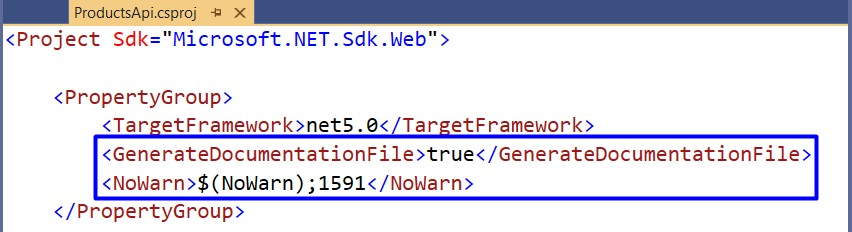 ProductsApi.csproj
<Project Sdk="Microsoft.NET.Sdk.Web">
<PropertyGroup>
<TargetFramework>net5.0</TargetFramework>
<GenerateDocumentationFile>true</GenerateDocumentationFile>
<NoWarn>$(NoWarn);1591</NoWarn>
</PropertyGroup>